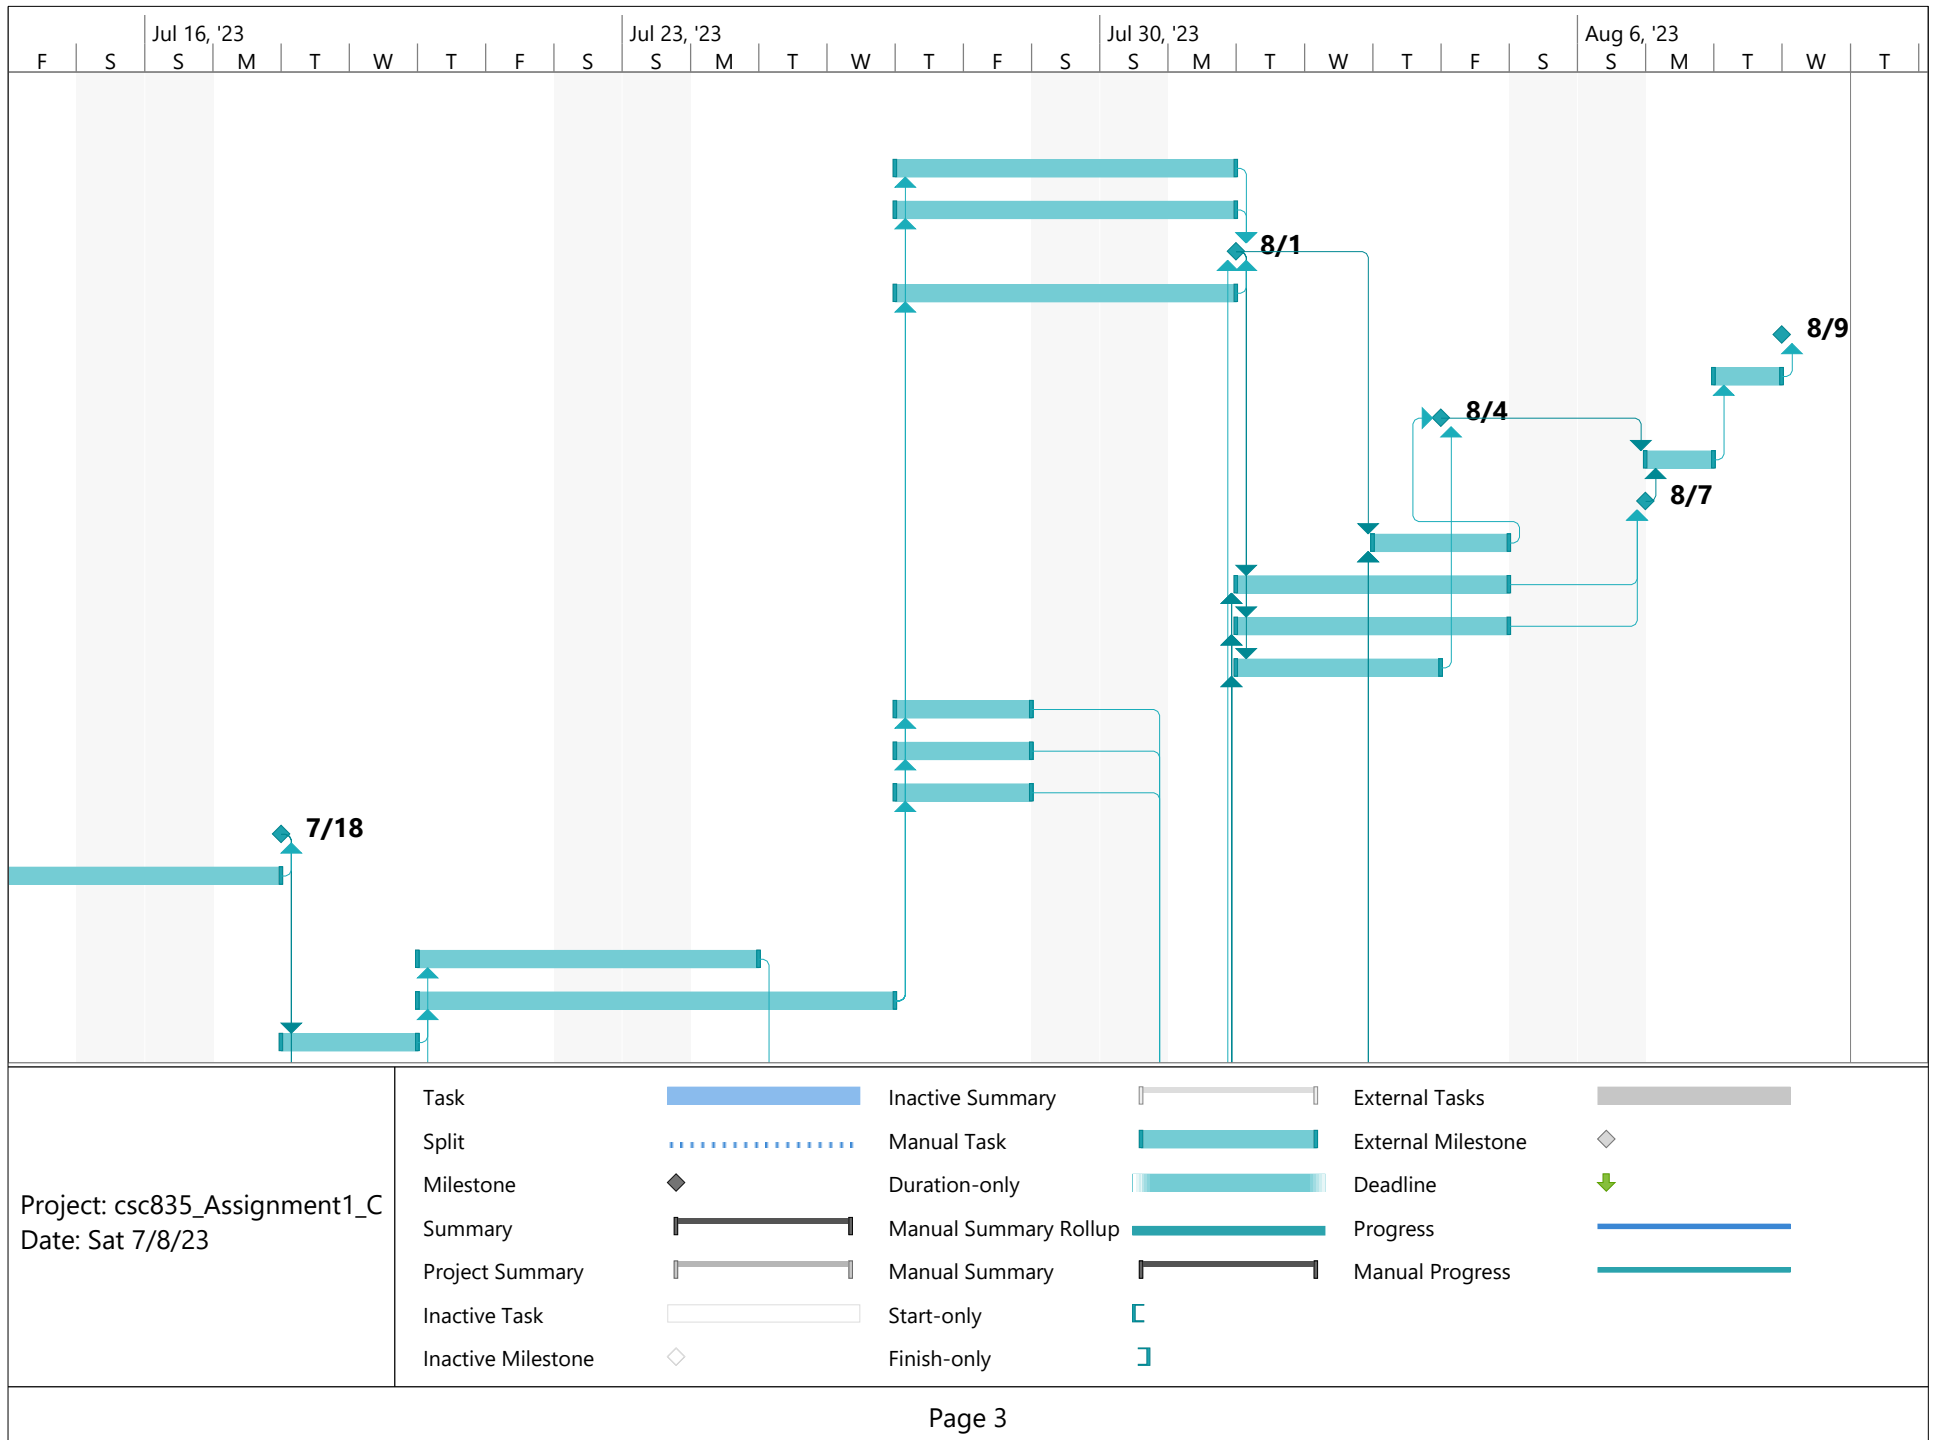 Jul 16, '23 Jul 23, '23 Jul 30, '23 Aug 6, '23
F S S M T W T F S S M T W T F S S M T W T F S S M T W T
8/1
8/9
8/4
8/7
7/18
Project: csc835_Assignment1_C
Date: Sat 7/8/23
Task
Split
Milestone
Summary
Project Summary
Inactive Task
Inactive Milestone
Inactive Summary
Manual Task
Duration-only
Manual Summary Rollup
Manual Summary
Start-only
Finish-only
External Tasks
External Milestone
Deadline
Progress
Manual Progress
Page 3